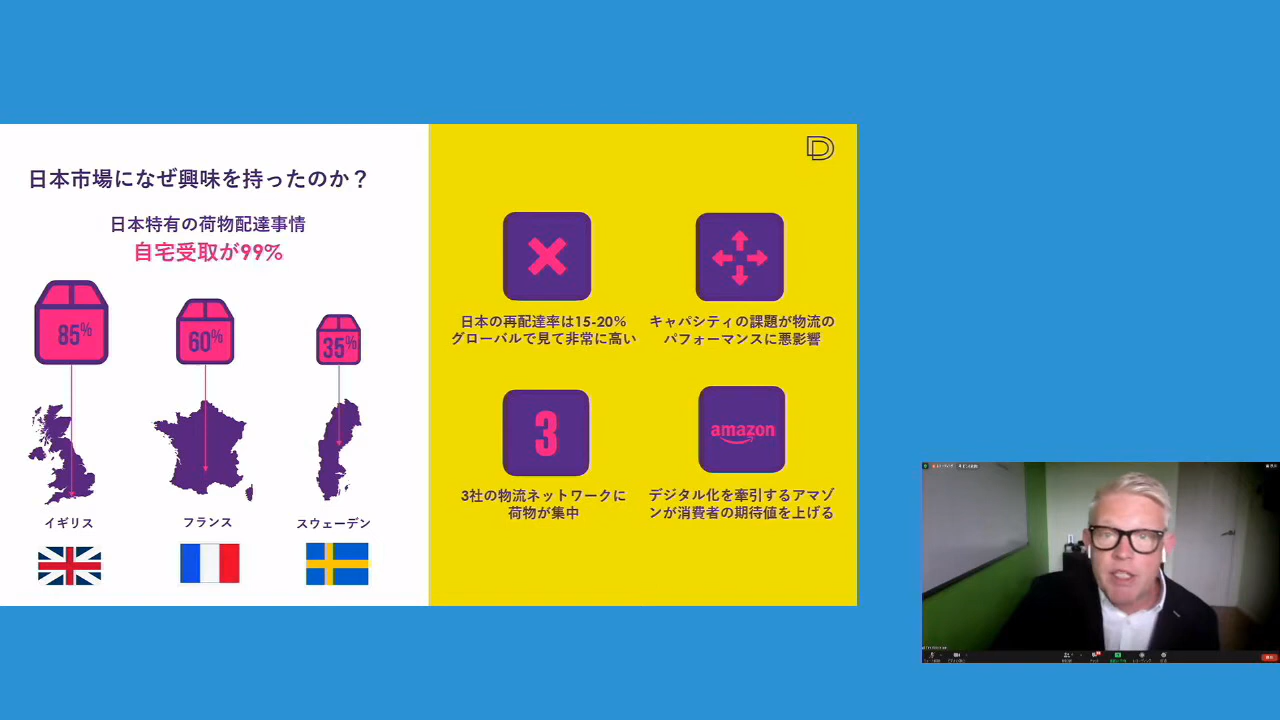 日本市場になぜ興味を持ったのか？
日本特有の荷物配達事情
自宅受取が99%
85%
60%
35%
イギリス
フランス
スウェーデン
D
日本の再配達率は15-20%
グローバルで見て非常に高い
キャパシティの課題が物流の
パフォーマンスに悪影響
3
amazon
3社の物流ネットワークに
荷物が集中
デジタル化を牽引するアマゾ
ンが消費者の期待値を上げる